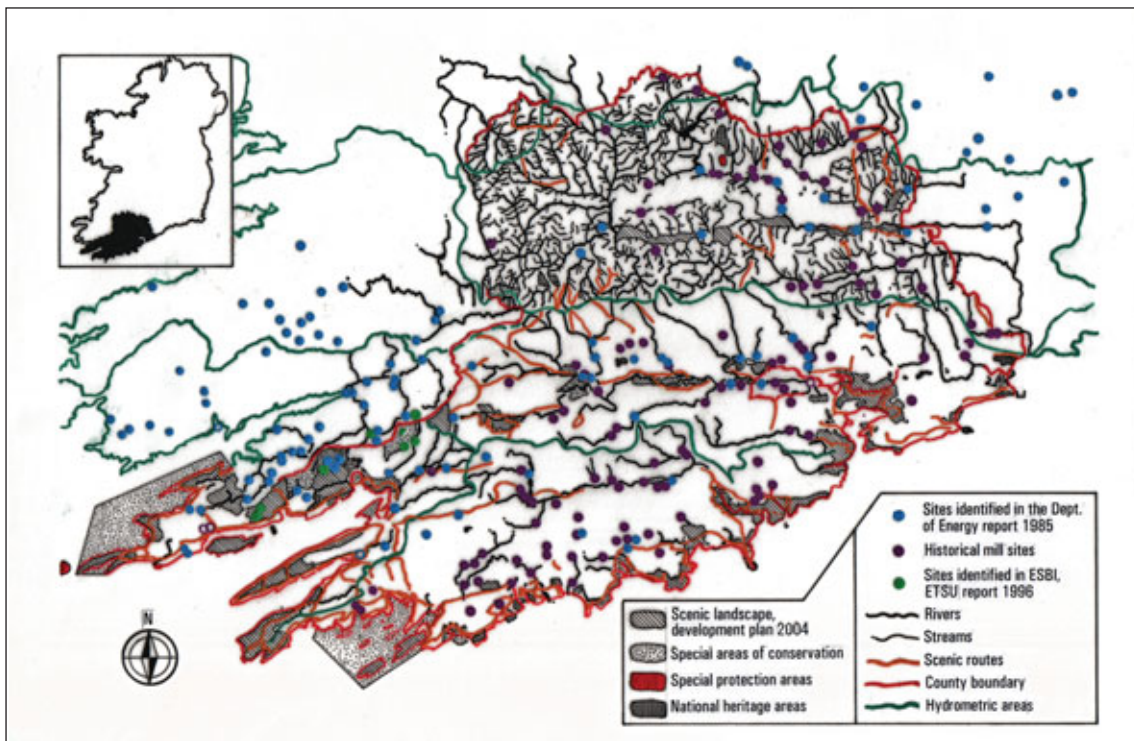 N
Scenic landscape,
development plan 2004
Special areas of conservation
Special protection areas
National heritage areas
Sites identified in the Dept.
of Energy report 1985
Historical mill sites
Sites identified in ESBI,
ETSU report 1996
Rivers
Streams
Scenic routes
County boundary
Hydrometric areas